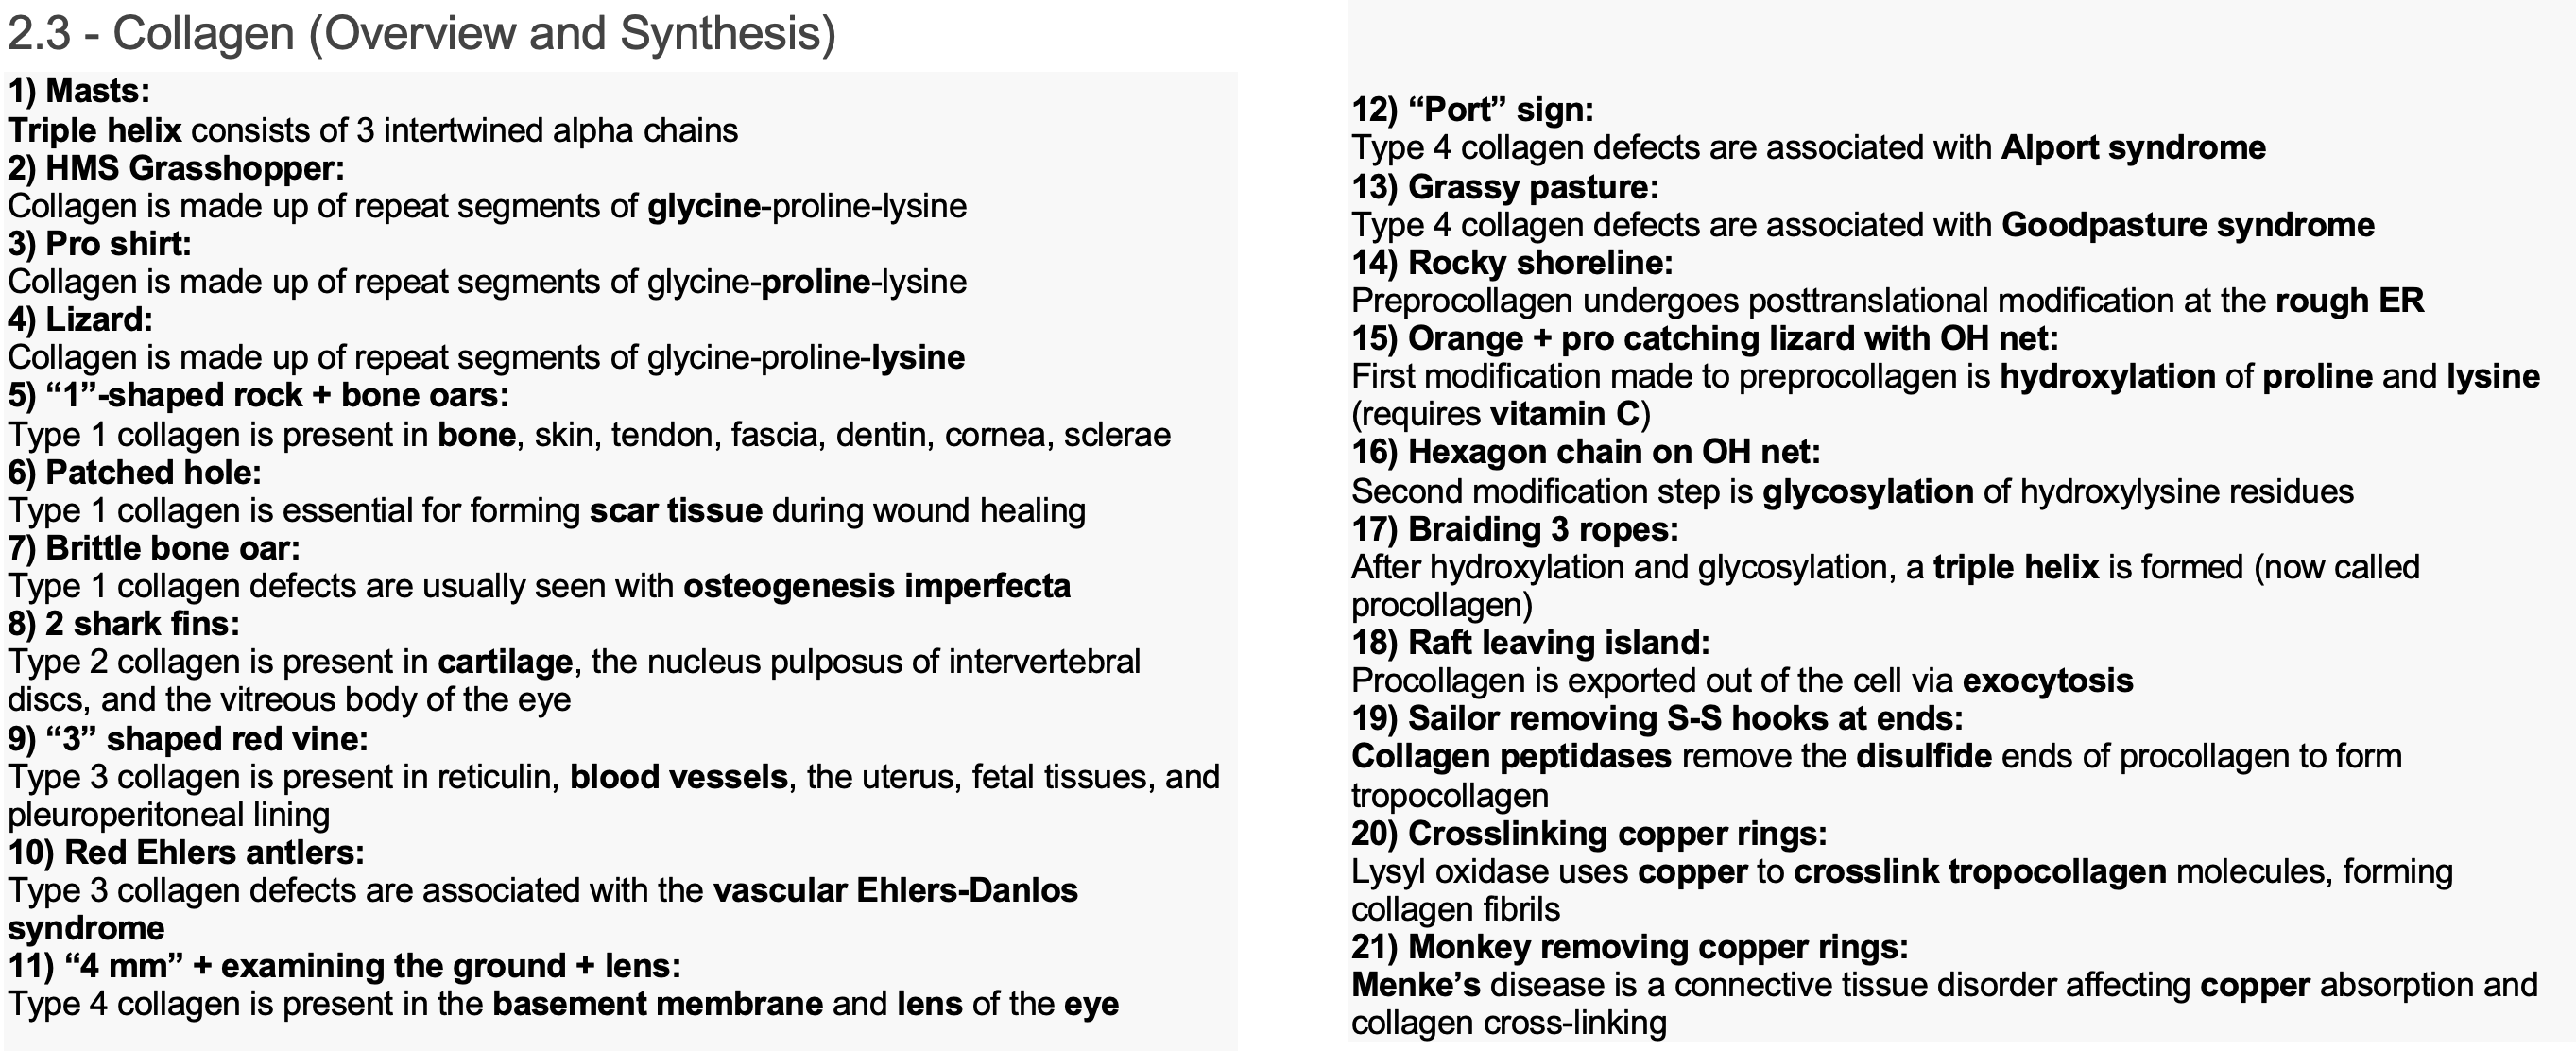 2.3 - Collagen (Overview and Synthesis)
1) Masts:
Triple helix consists of 3 intertwined alpha chains
2) HMS Grasshopper:
Collagen is made up of repeat segments of glycine-proline-lysine
3) Pro shirt:
Collagen is made up of repeat segments of glycine-proline-lysine
4) Lizard:
Collagen is made up of repeat segments of glycine-proline-lysine
5) “1”-shaped rock + bone oars:
Type 1 collagen is present in bone, skin, tendon, fascia, dentin, cornea, sclerae
6) Patched hole:
Type 1 collagen is essential for forming scar tissue during wound healing
7) Brittle bone oar:
Type 1 collagen defects are usually seen with osteogenesis imperfecta
8) 2 shark fins:
Type 2 collagen is present in cartilage, the nucleus pulposus of intervertebral
discs, and the vitreous body of the eye
9) “3” shaped red vine:
Type 3 collagen is present in reticulin, blood vessels, the uterus, fetal tissues, and
pleuroperitoneal lining
10) Red Ehlers antlers:
Type 3 collagen defects are associated with the vascular Ehlers-Danlos
syndrome
11) “4 mm” + examining the ground + lens:
Type 4 collagen is present in the basement membrane and lens of the eye
12) “Port” sign:
Type 4 collagen defects are associated with Alport syndrome
13) Grassy pasture:
Type 4 collagen defects are associated with Goodpasture syndrome
14) Rocky shoreline:
Preprocollagen undergoes posttranslational modification at the rough ER
15) Orange + pro catching lizard with OH net:
First modification made to preprocollagen is hydroxylation of proline and lysine
(requires vitamin C)
16) Hexagon chain on OH net:
Second modification step is glycosylation of hydroxylysine residues
17) Braiding 3 ropes:
After hydroxylation and glycosylation, a triple helix is formed (now called
procollagen)
18) Raft leaving island:
Procollagen is exported out of the cell via exocytosis
19) Sailor removing S-S hooks at ends:
Collagen peptidases remove the disulfide ends of procollagen to form
tropocollagen
20) Crosslinking copper rings:
Lysyl oxidase uses copper to crosslink tropocollagen molecules, forming
collagen fibrils
21) Monkey removing copper rings:
Menke’s disease is a connective tissue disorder affecting copper absorption and
collagen cross-linking